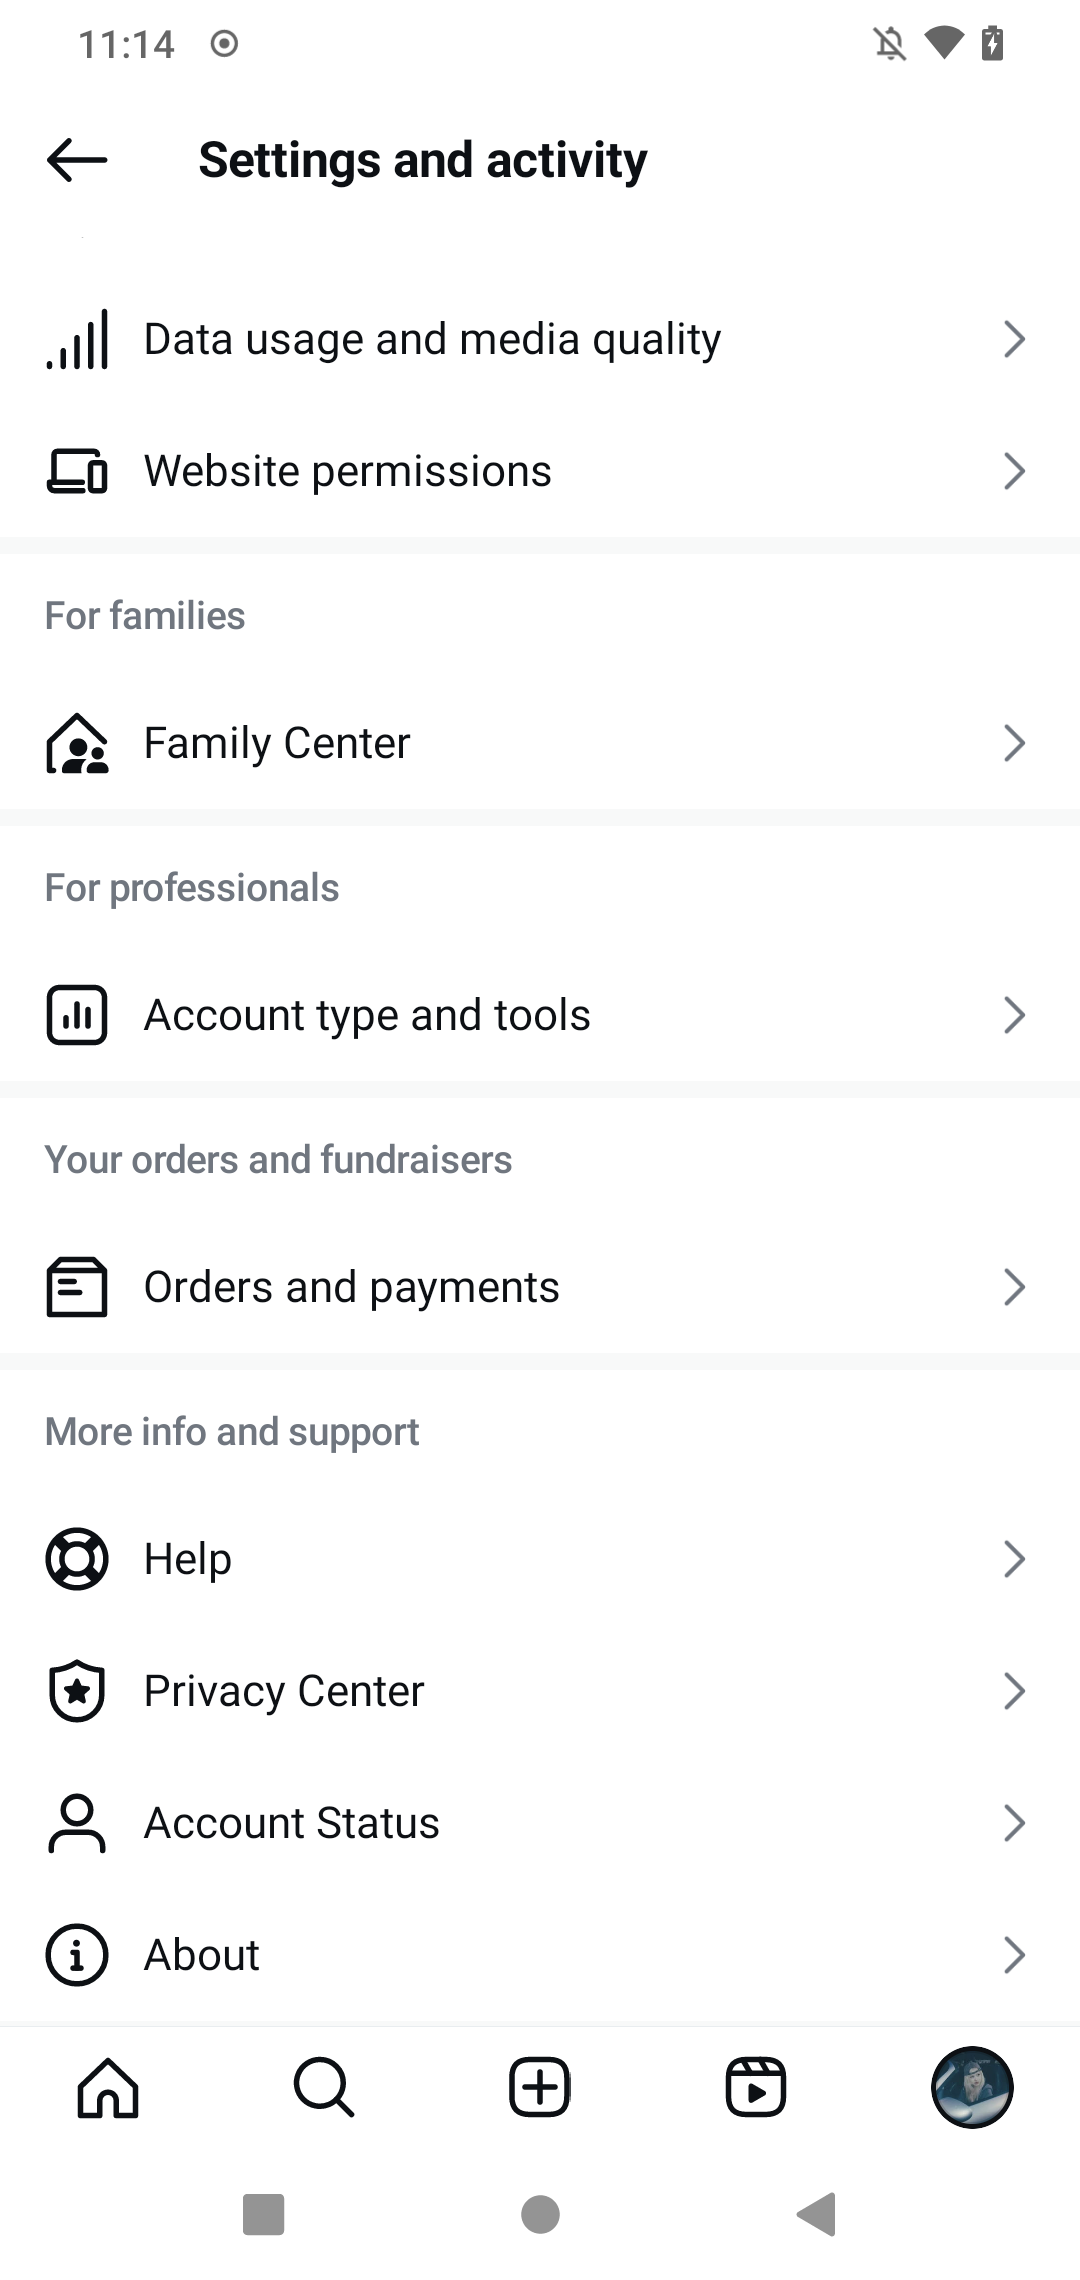 11:14
Settings and activity
Data usage and media quality
Website permissions
For families
Family Center
For professionals
Account type and tools
Your orders and fundraisers
Orders and payments
More info and support
Help
Privacy Center
Account Status
About